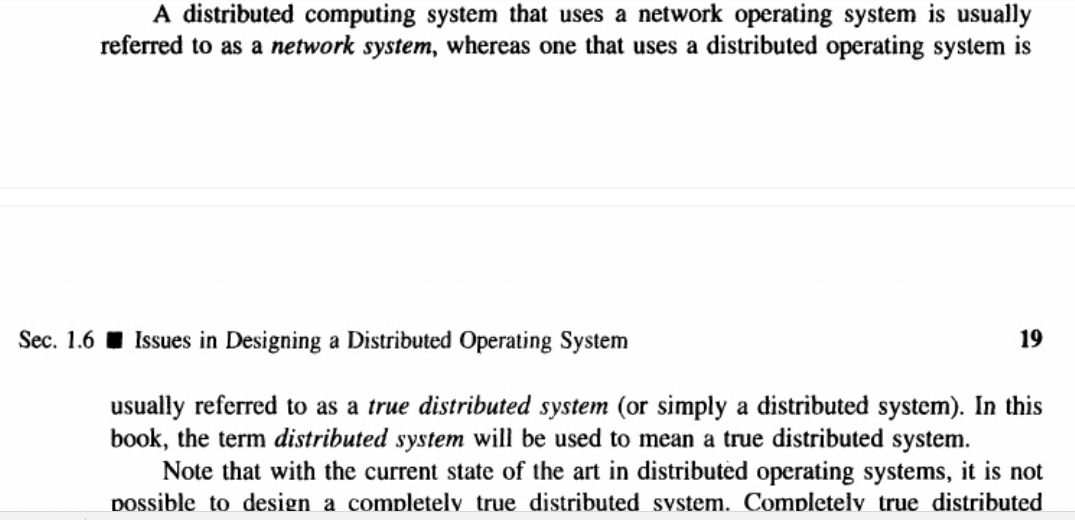 A distributed computing system that uses a network operating system is usually
referred to as a network system, whereas one that uses a distributed operating system is
Sec. 1.6 ■ Issues in Designing a Distributed Operating System 19
usually referred to as a true distributed system (or simply a distributed system). In this
book, the term distributed system will be used to mean a true distributed system.
Note that with the current state of the art in distributed operating systems, it is not
possible to design a completely true distributed system. Completely true distributed